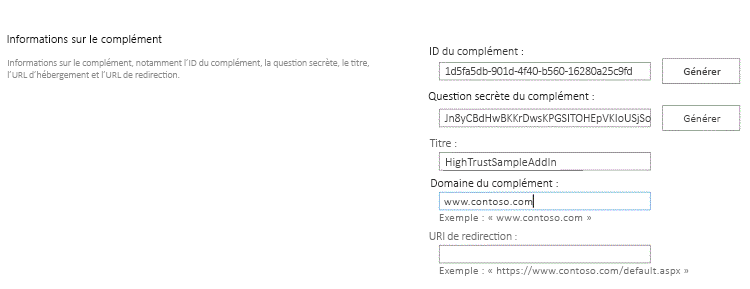 Informations sur le complément
Informations sur le complément, notamment l'ID du complément, la question secrète, le titre,
l'URL d'hébergement et l'URL de redirection.
ID du complément :
1d5fa5db-901d-4f40-b560-16280a25c9fd
Générer
Question secrète du complément :
Jn8yCBdHwBKKrDwsKPGSITOHEpVKIoUSjSo
Générer
Titre :
HighTrustSampleAddIn
Domaine du complément :
www.contoso.com
Exemple : « www.contoso.com »
URI de redirection :
Exemple : « https://www.contoso.com/default.aspx »